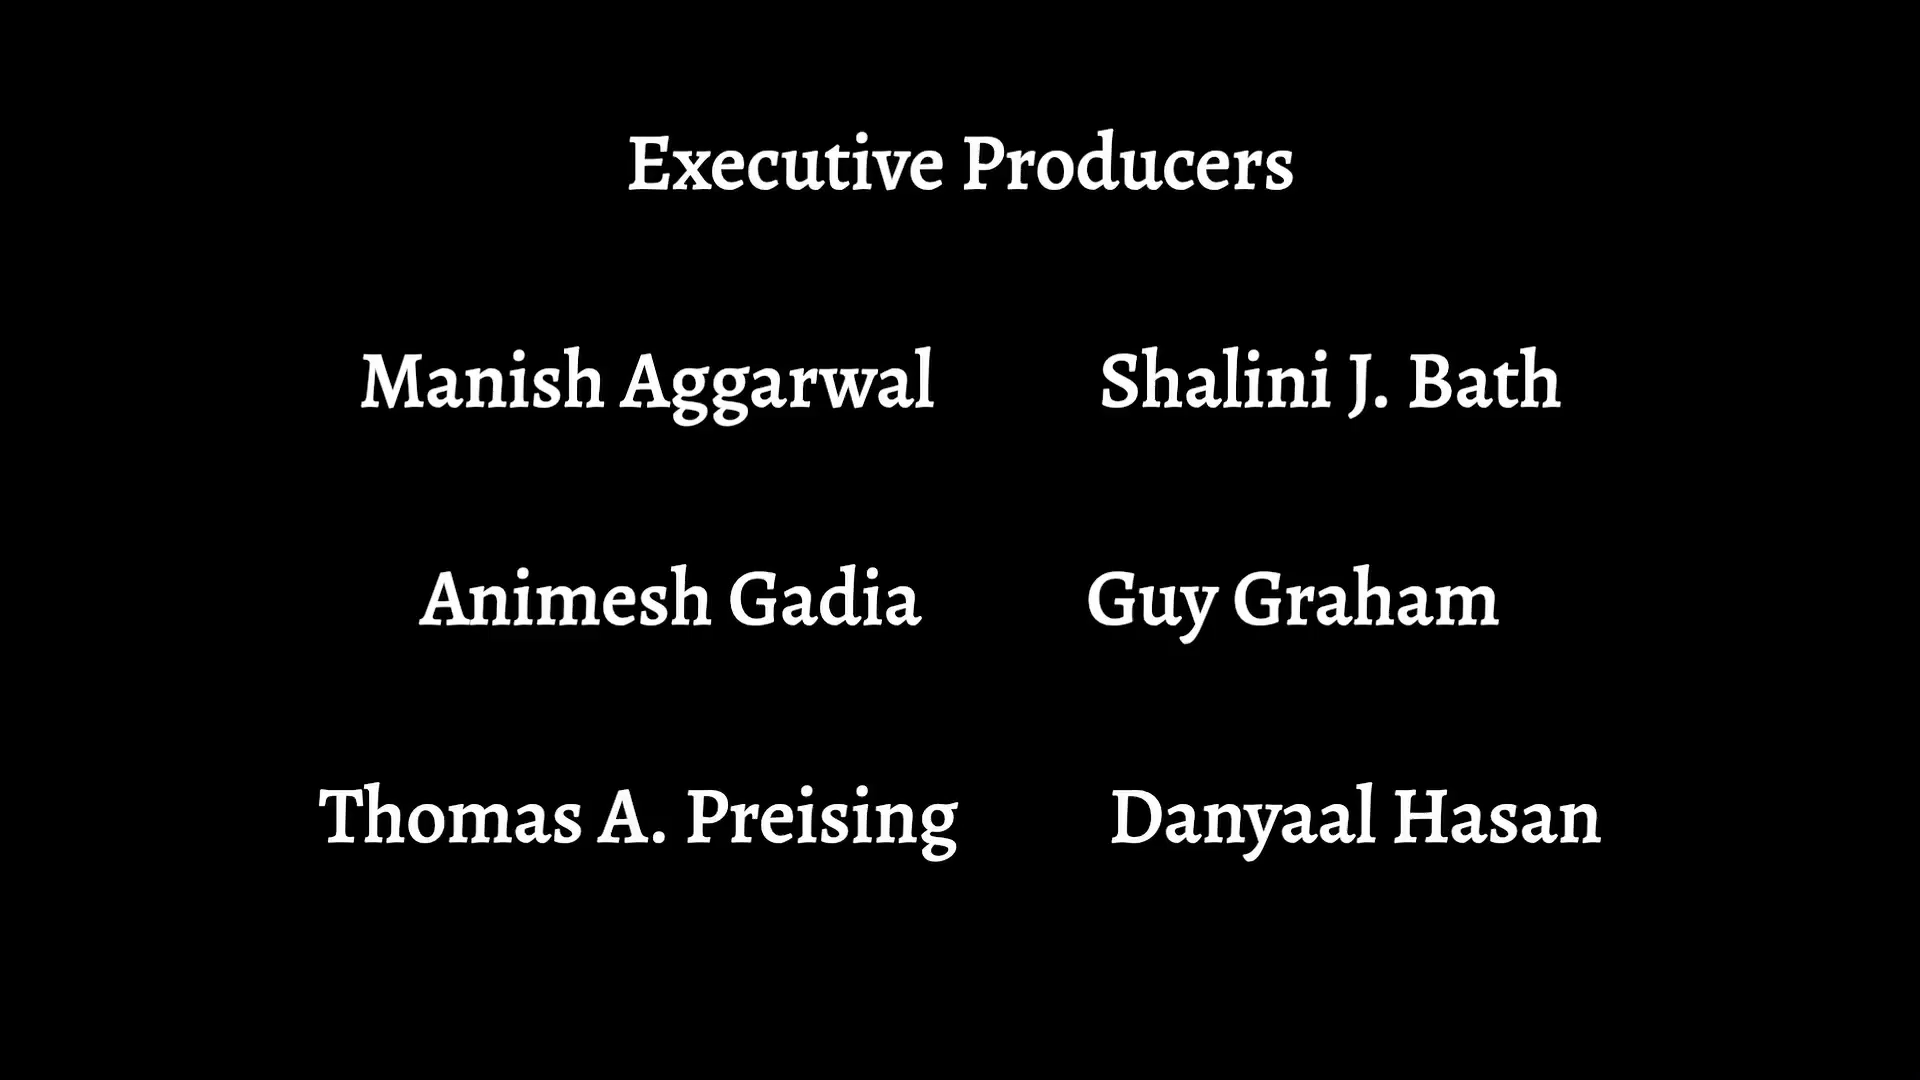 Executive Producers
Manish Aggarwal Shalini J. Bath
Animesh Gadia Guy Graham
Thomas A. Preising Danyaal Hasan